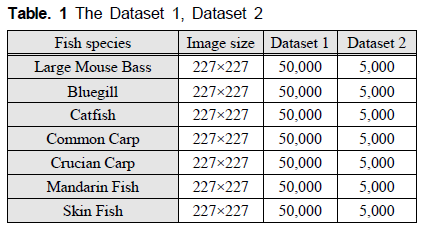 Table. 1 The Dataset 1, Dataset 2
Fish species Image size Dataset 1 Dataset 2
Large Mouse Bass 227×227 50,000 5,000
Bluegill 227×227 50,000 5,000
Catfish 227×227 50,000 5,000
Common Carp 227×227 50,000 5,000
Crucian Carp 227×227 50,000 5,000
Mandarin Fish 227×227 50,000 5,000
Skin Fish 227×227 50,000 5,000